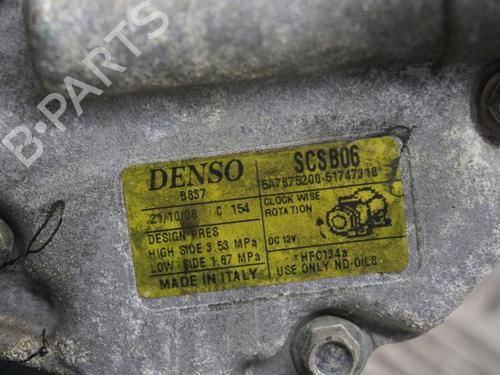 B-PARTS
DENSO
B837
21/10/08 C 154
DESIGN-PRES
HIGH SIDE 3.53 MPa
LOW SIDE 1.67 MPa
MADE IN ITALY
SCSB06
5A7875200-51747318
CLOCK WISE
ROTATION
DC 12V
*HFC134a
USE ONLY ND-OIL8